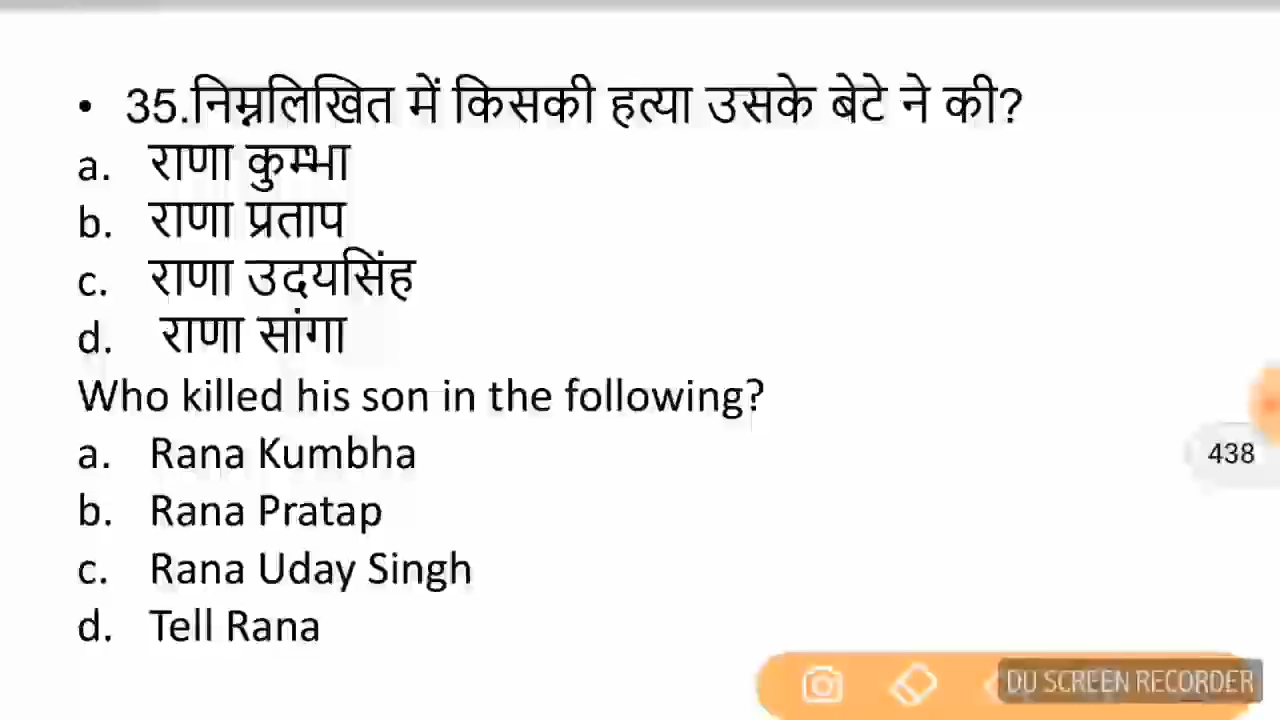 • 35.निम्नलिखित में किसकी हत्या उसके बेटे ने की?
a. राणा कुम्भा
b. राणा प्रताप
c. राणा उदयसिंह
d. राणा सांगा
Who killed his son in the following?
a. Rana Kumbha
438
b. Rana Pratap
c. Rana Uday Singh
d. Tell Rana
DU SCREEN RECORDER